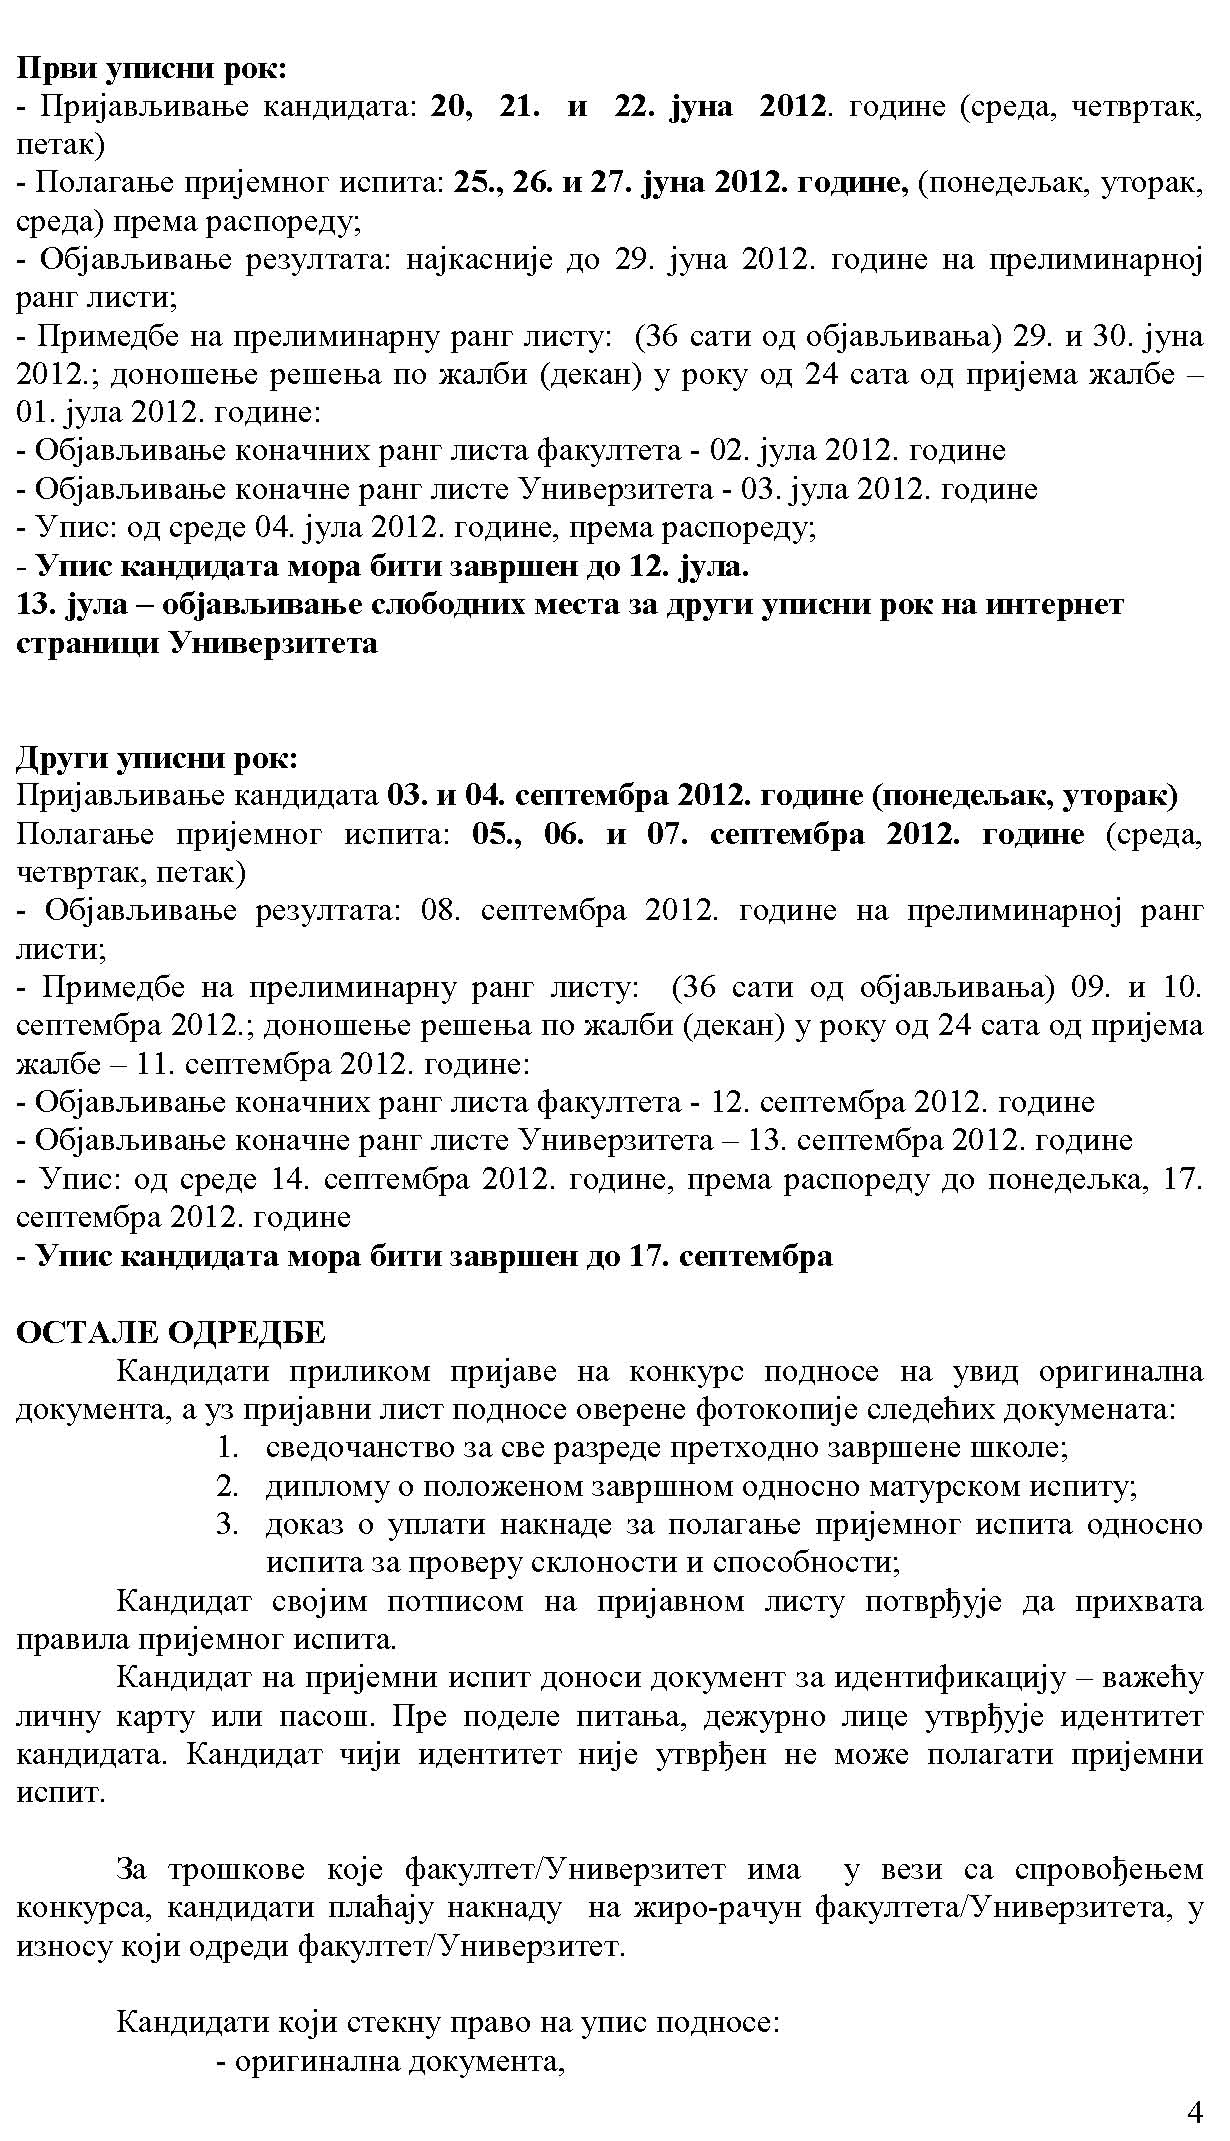 Први уписни рок:
- Пријављивање кандидата: 20, 21. и 22. јуна 2012. године (среда, четвртак,
петак)
- Полагање пријемног испита: 25., 26. и 27. јуна 2012. године, (понедељак, уторак,
среда) према распореду;
- Објављивање резултата: најкасније до 29. јуна 2012. године на прелиминарној
ранг листи;
- Примедбе на прелиминарну ранг листу: (36 сати од објављивања) 29. и 30. јуна
2012.; доношење решења по жалби (декан) у року од 24 сата од пријема жалбе –
01. јула 2012. године:
- Објављивање коначних ранг листа факултета - 02. јула 2012. године
- Објављивање коначне ранг листе Универзитета - 03. јула 2012. године
- Упис: од среде 04. јула 2012. године, према распореду;
- Упис кандидата мора бити завршен до 12. јула.
13. јула – објављивање слободних места за други уписни рок на интернет
страници Универзитета
Други уписни рок:
Пријављивање кандидата 03. и 04. септембра 2012. године (понедељак, уторак)
Полагање пријемног испита: 05., 06. и 07. септембра 2012. године (среда,
четвртак, петак)
- Објављивање резултата: 08. септембра 2012. године на прелиминарној ранг
листи;
- Примедбе на прелиминарну ранг листу: (36 сати од објављивања) 09. и 10.
септембра 2012.; доношење решења по жалби (декан) у року од 24 сата од пријема
жалбе – 11. септембра 2012. године:
- Објављивање коначних ранг листа факултета - 12. септембра 2012. године
- Објављивање коначне ранг листе Универзитета – 13. септембра 2012. године
- Упис: од среде 14. септембра 2012. године, према распореду до понедељка, 17.
септембра 2012. године
- Упис кандидата мора бити завршен до 17. септембра
ОСТАЛЕ ОДРЕДБЕ
Кандидати приликом пријаве на конкурс подносе на увид оригинална
документа, а уз пријавни лист подносе оверене фотокопије следећих докумената:
1. сведочанство за све разреде претходно завршене школе;
2. диплому о положеном завршном односно матурском испиту;
3. доказ о уплати накнаде за полагање пријемног испита односно
испита за проверу склоности и способности;
Кандидат својим потписом на пријавном листу потврђује да прихвата
правила пријемног испита.
Кандидат на пријемни испит доноси документ за идентификацију – важећу
личну карту или пасош. Пре поделе питања, дежурно лице утврђује идентитет
кандидата. Кандидат чији идентитет није утврђен не може полагати пријемни
испит.
За трошкове које факултет/Универзитет има у вези са спровођењем
конкурса, кандидати плаћају накнаду на жиро-рачун факултета/Универзитета, у
износу који одреди факултет/Универзитет.
Кандидати који стекну право на упис подносе:
- оригинална документа,
4